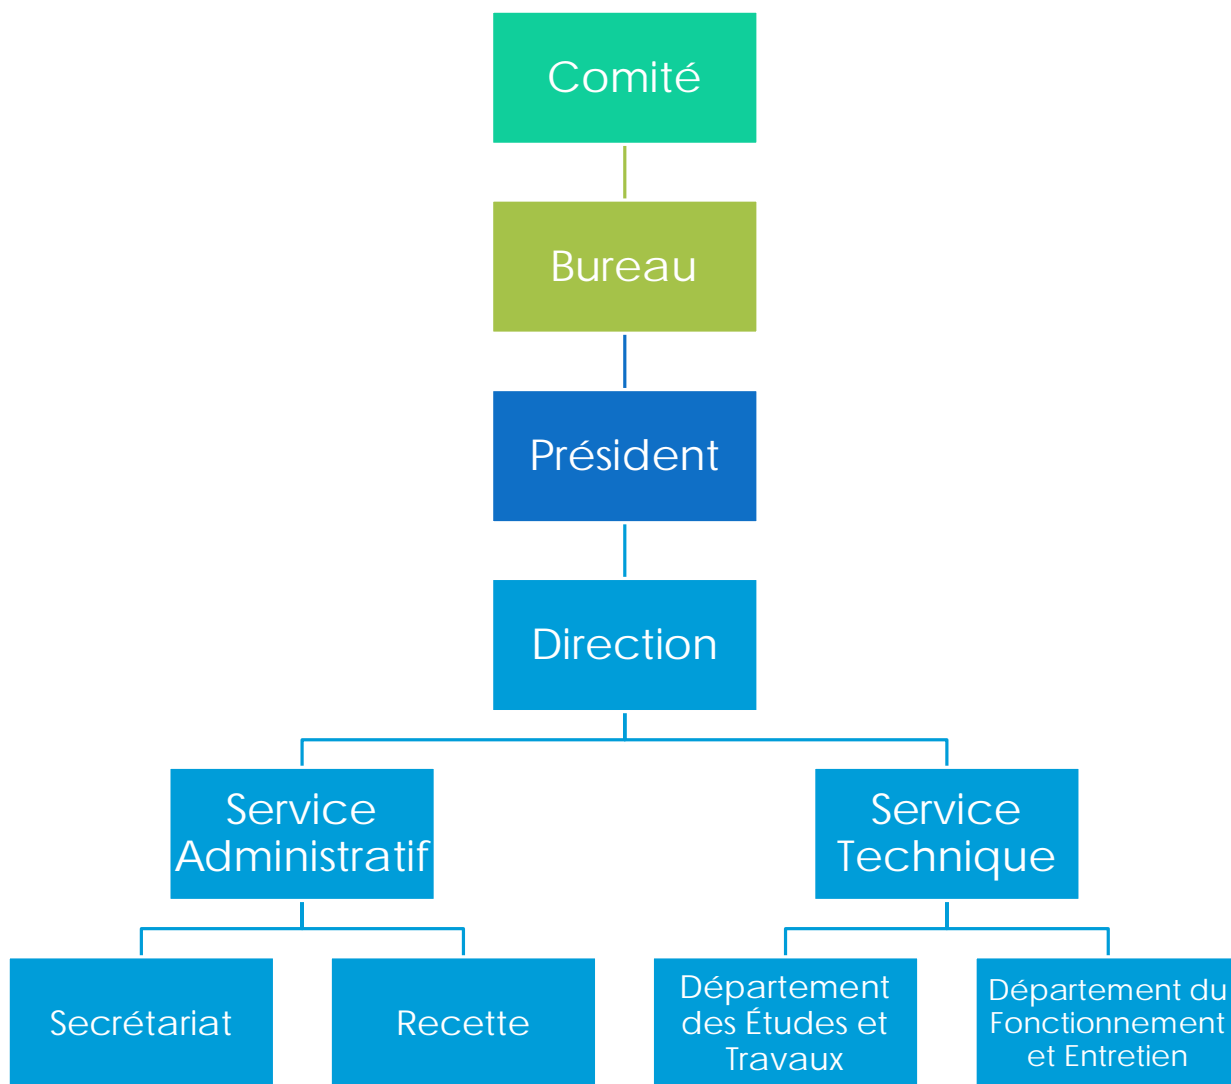 Comité
Bureau
Président
Direction
Service
Administratif
Service
Technique
Secrétariat
Recette
Département
des Études et
Travaux
Département du
Fonctionnement
et Entretien